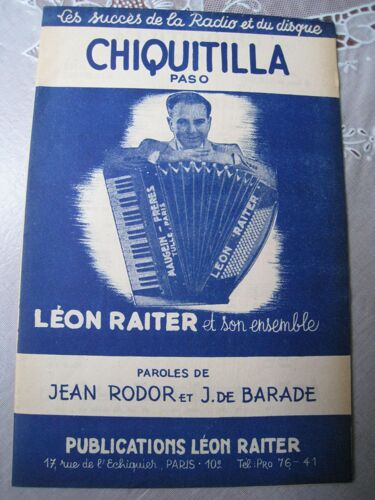 Les succès de la Radio et du disque
CHIQUITILLA
PASO
MAUGEIN - FRÈRES
TULLE, PARIS
LÉON RAITER
LÉON RAITER et son ensemble
PAROLES DE
JEAN RODOR ET J. DE BARADE
PUBLICATIONS LÉON RAITER
17, rue de l'Echiquier, PARIS - 10e Tél: PRO 76-41